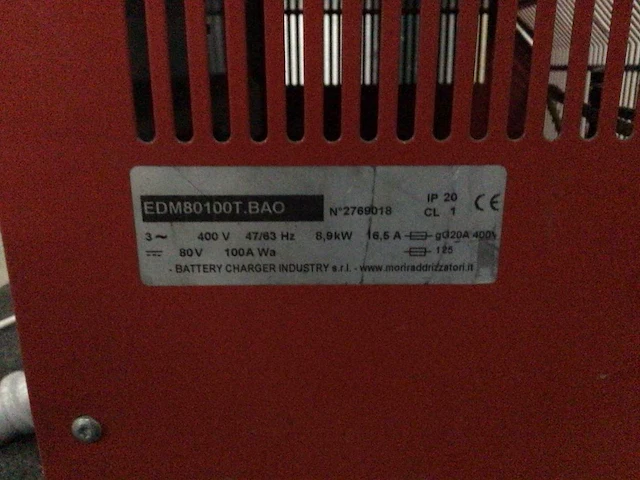 EDM80100T.BAO N°2769018 IP 20 CE
CL 1
3~ 400 V 47/63 Hz 8,9kW 16,5 A gG20A 400V
80V 100A Wa 125
- BATTERY CHARGER INDUSTRY s.r.l. - www.moriraddrizzatori.it